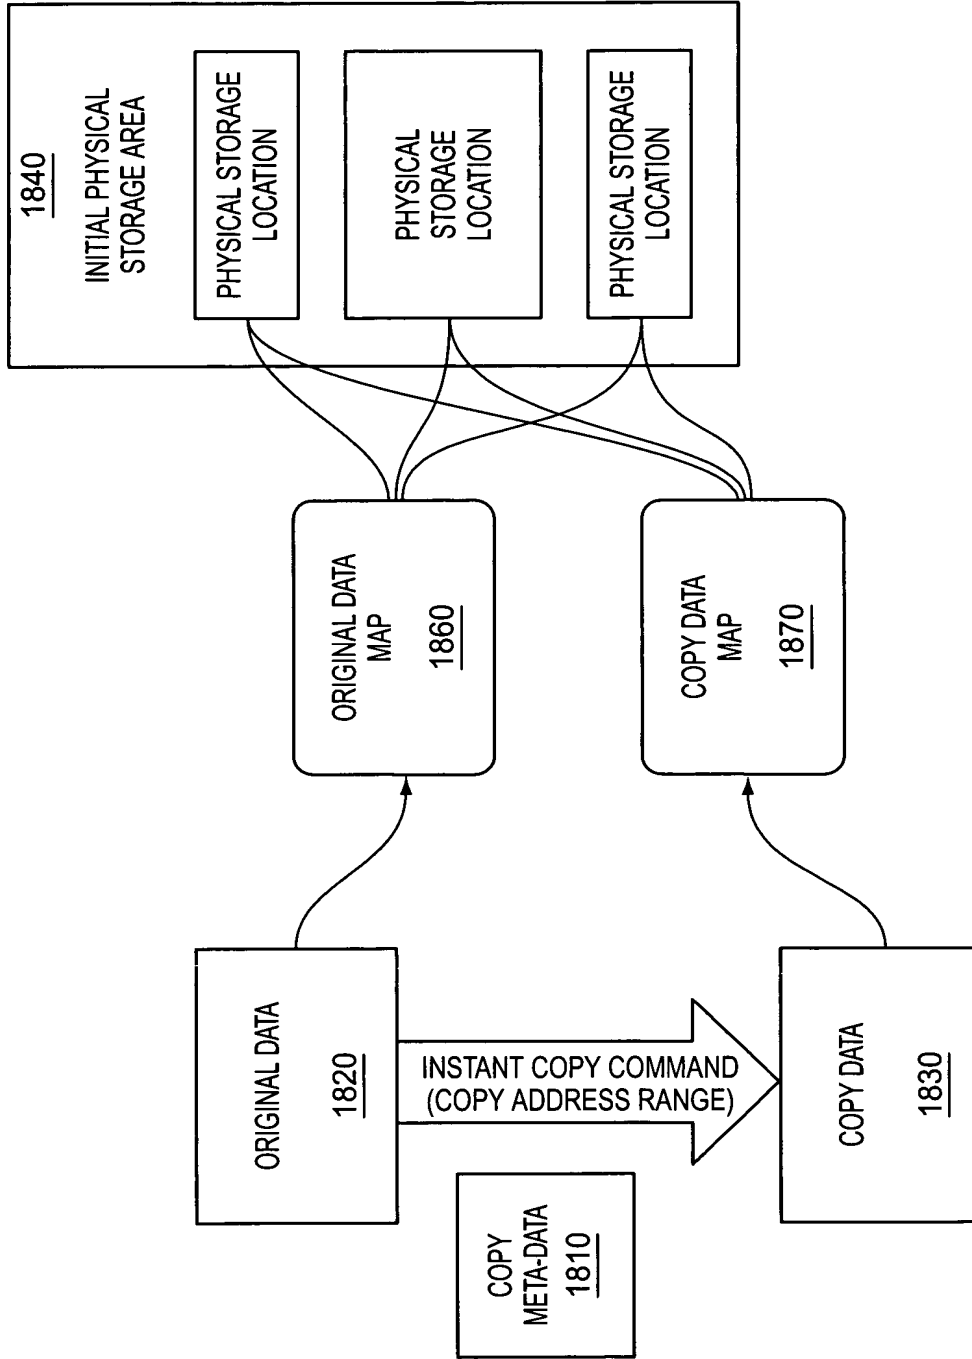 1840
INITIAL PHYSICAL
STORAGE AREA
PHYSICAL STORAGE
LOCATION
PHYSICAL
STORAGE
LOCATION
PHYSICAL STORAGE
LOCATION
ORIGINAL DATA
MAP
1860
COPY DATA
MAP
1870
ORIGINAL DATA
1820
INSTANT COPY COMMAND
(COPY ADDRESS RANGE)
COPY DATA
1830
COPY
META-DATA
1810